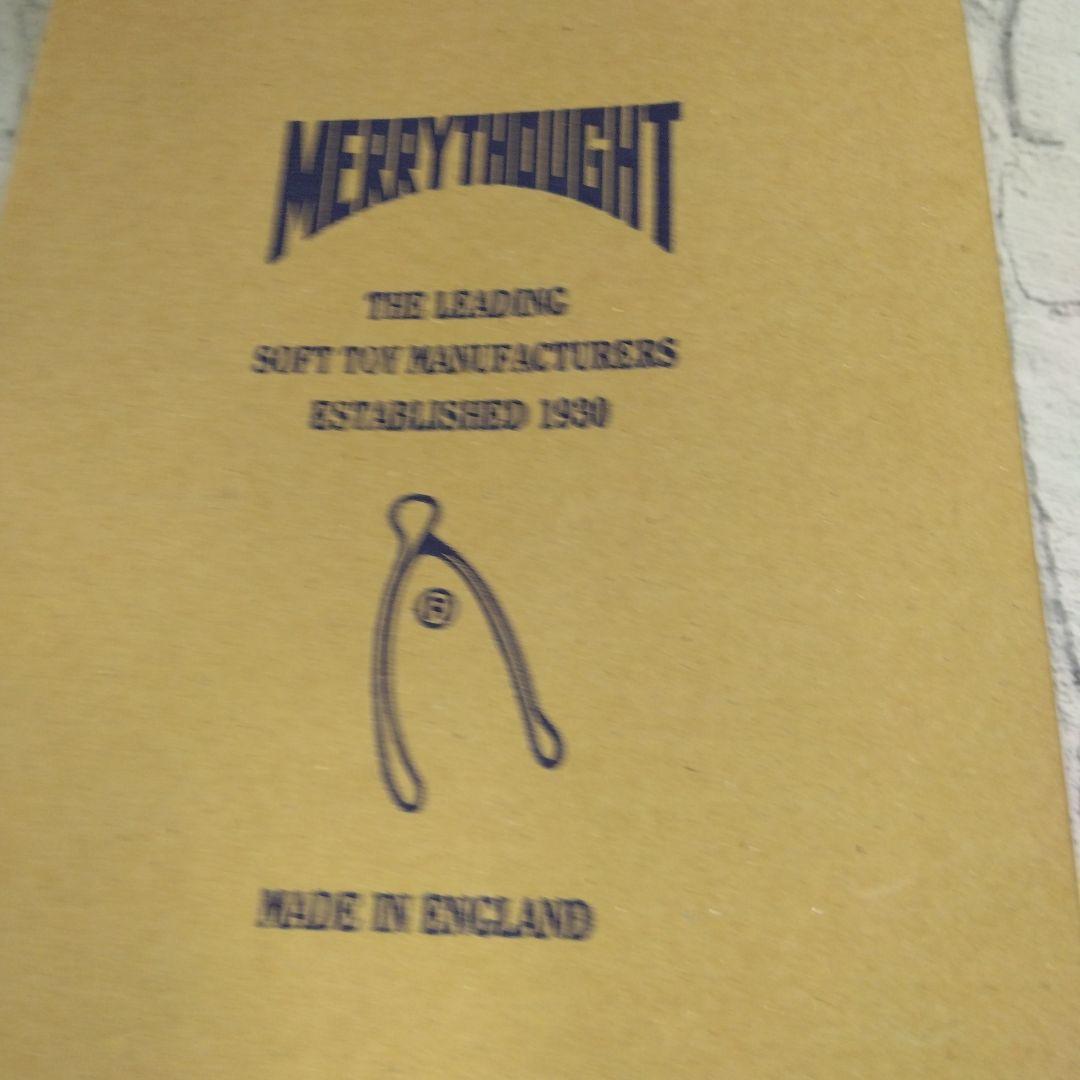 MERRYTHOUGHT
THE LEADING
SOFT TOY MANUFACTURERS
ESTABLISHED 1930
®
MADE IN ENGLAND